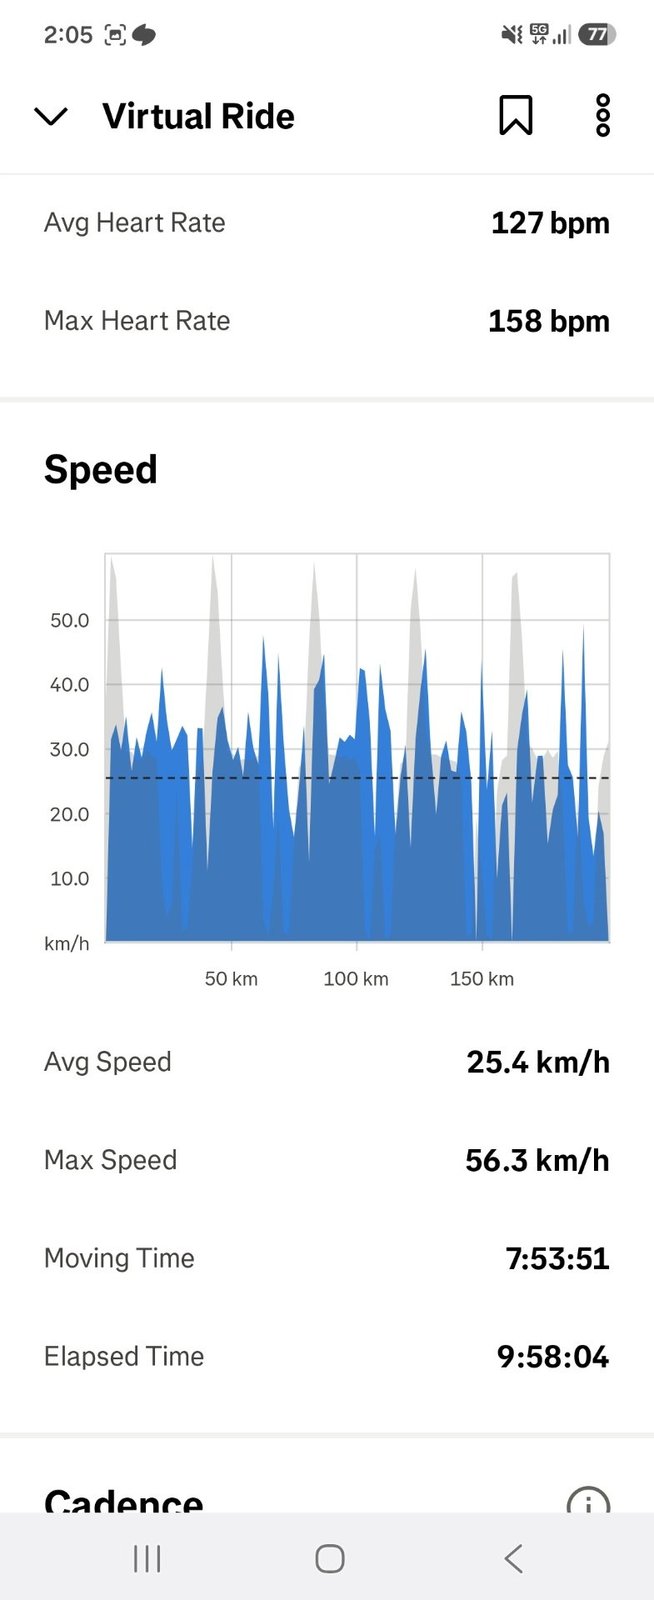 2:05 5G 77
Virtual Ride
Avg Heart Rate 127 bpm
Max Heart Rate 158 bpm
Speed
50.0
40.0
30.0
20.0
10.0
km/h
50 km 100 km 150 km
Avg Speed 25.4 km/h
Max Speed 56.3 km/h
Moving Time 7:53:51
Elapsed Time 9:58:04
Cadence